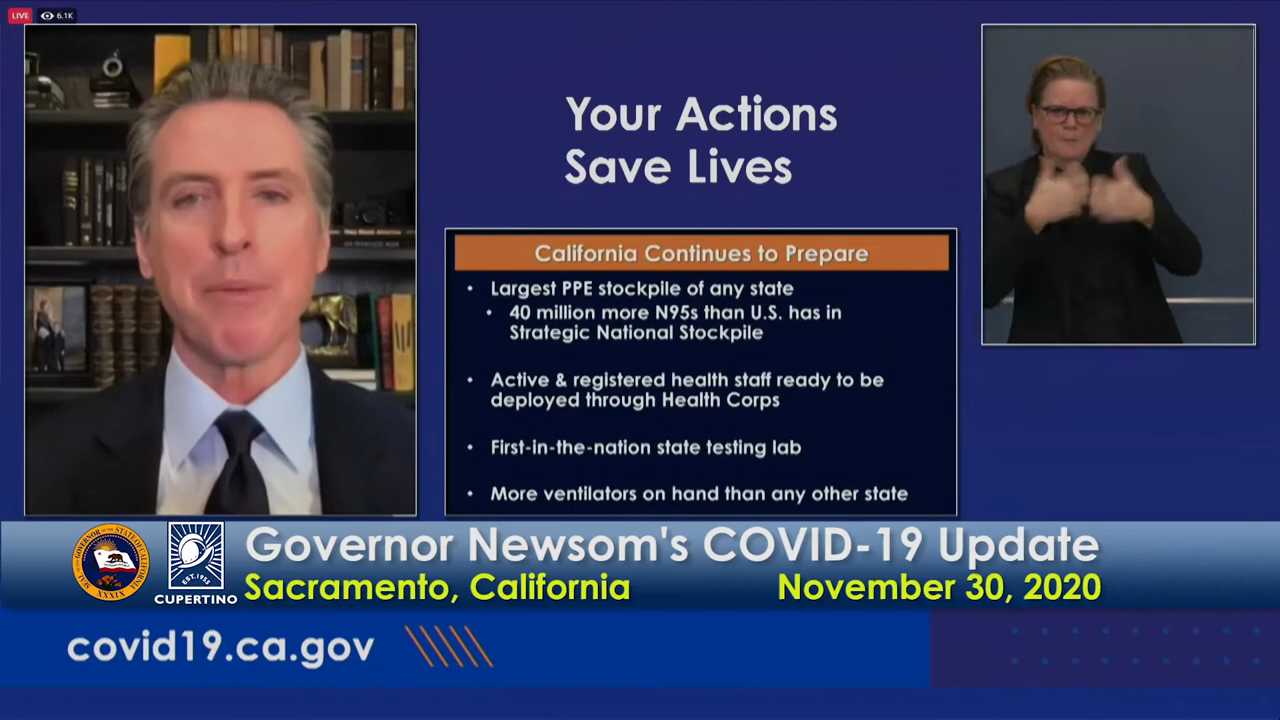 LIVE
6.1K
Your Actions
Save Lives
California Continues to Prepare
• Largest PPE stockpile of any state
• 40 million more N95s than U.S. has in
Strategic National Stockpile
• Active & registered health staff ready to be
deployed through Health Corps
• First-in-the-nation state testing lab
• More ventilators on hand than any other state
EST. 1955
CUPERTINO
Governor Newsom's COVID-19 Update
Sacramento, California
November 30, 2020
covid19.ca.gov